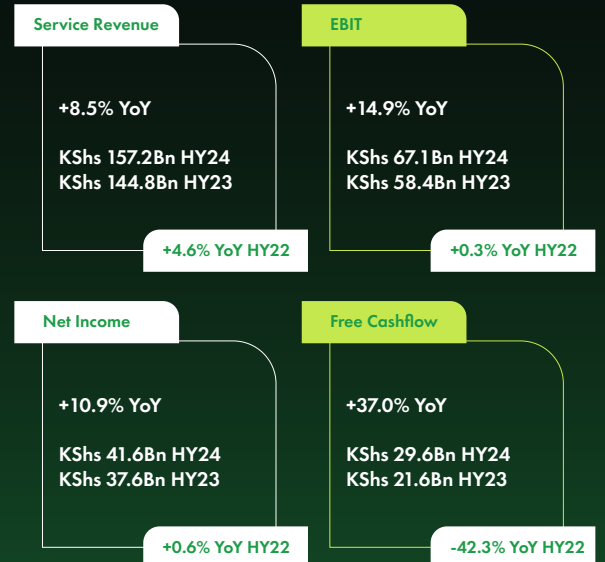 Service Revenue
+8.5% YoY
KShs 157.2Bn HY24
KShs 144.8Bn HY23
+4.6% YoY HY22
EBIT
+14.9% YoY
KShs 67.1Bn HY24
KShs 58.4Bn HY23
+0.3% YoY HY22
Net Income
+10.9% YoY
KShs 41.6Bn HY24
KShs 37.6Bn HY23
+0.6% YoY HY22
Free Cashflow
+37.0% YoY
KShs 29.6Bn HY24
KShs 21.6Bn HY23
-42.3% YoY HY22